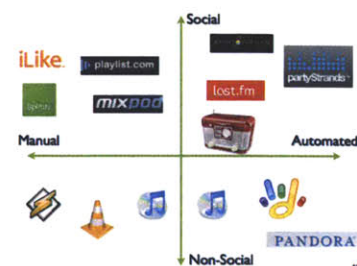 Social
iLike
playlist.com
partyStrands
mixpod
last.fm
Manual
Automated
PANDORA
Non-Social